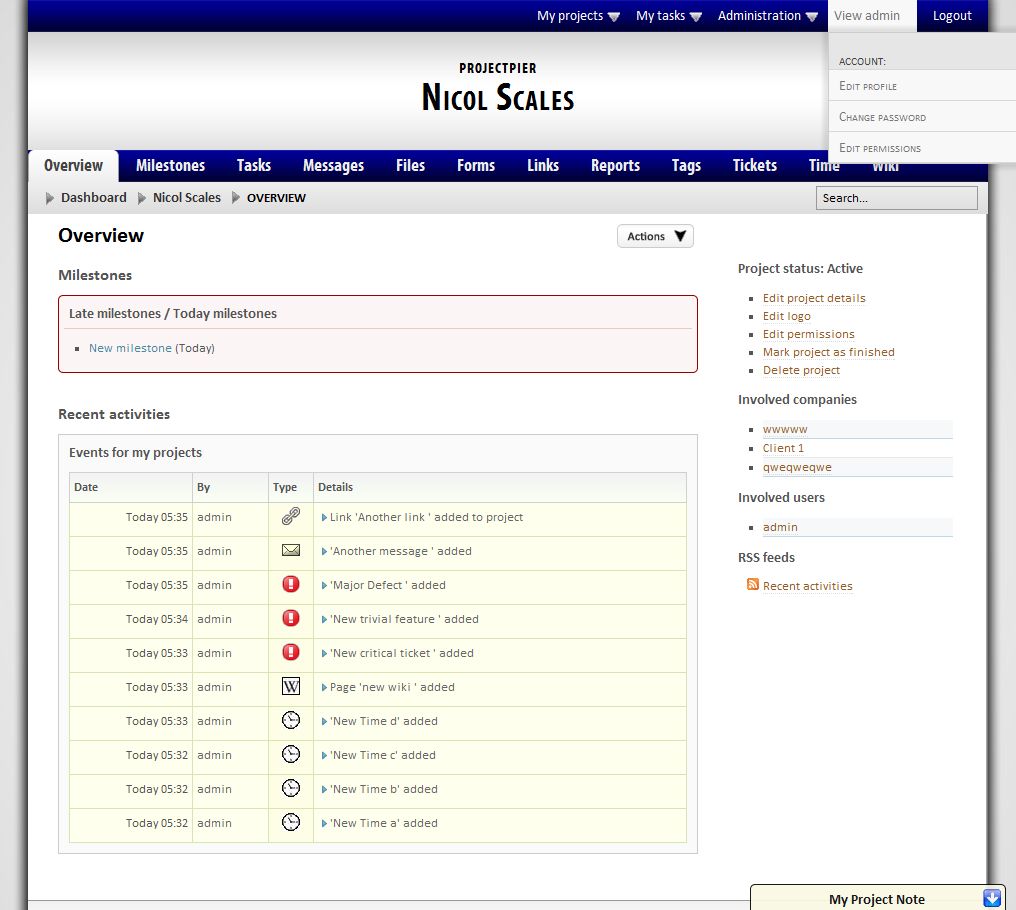 My projects My tasks Administration View admin Logout
ACCOUNT:
EDIT PROFILE
CHANGE PASSWORD
EDIT PERMISSIONS
PROJECTPIER
NICOL SCALES
Overview Milestones Tasks Messages Files Forms Links Reports Tags Tickets Time Wiki
Dashboard Nicol Scales OVERVIEW Search...
Overview Actions
Milestones
Late milestones / Today milestones
New milestone (Today)
Recent activities
Events for my projects
Date By Type Details
Today 05:35 admin Link 'Another link ' added to project
Today 05:35 admin 'Another message ' added
Today 05:35 admin 'Major Defect ' added
Today 05:34 admin 'New trivial feature ' added
Today 05:33 admin 'New critical ticket ' added
Today 05:33 admin W Page 'new wiki ' added
Today 05:33 admin 'New Time d' added
Today 05:32 admin 'New Time c' added
Today 05:32 admin 'New Time b' added
Today 05:32 admin 'New Time a' added
Project status: Active
Edit project details
Edit logo
Edit permissions
Mark project as finished
Delete project
Involved companies
wwwww
Client 1
qweqweqwe
Involved users
admin
RSS feeds
Recent activities
My Project Note